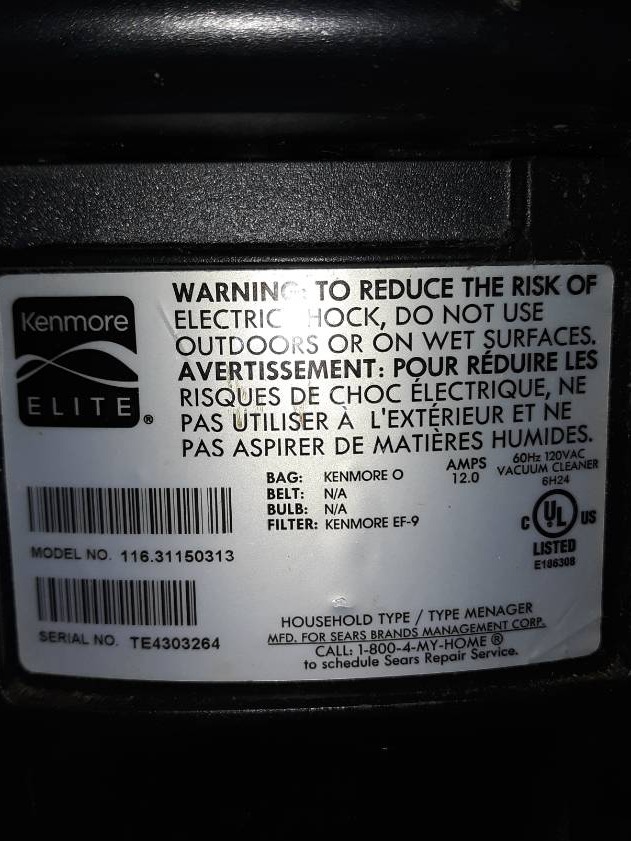 Kenmore
ELITE®
WARNING: TO REDUCE THE RISK OF
ELECTRIC SHOCK, DO NOT USE
OUTDOORS OR ON WET SURFACES.
AVERTISSEMENT: POUR RÉDUIRE LES
RISQUES DE CHOC ÉLECTRIQUE, NE
PAS UTILISER À L'EXTÉRIEUR ET NE
PAS ASPIRER DE MATIÈRES HUMIDES.
BAG: KENMORE O
BELT: N/A
BULB: N/A
FILTER: KENMORE EF-9
AMPS
12.0
60Hz 120VAC
VACUUM CLEANER
6H24
C UL US
LISTED
E186308
MODEL NO. 116.31150313
SERIAL NO. TE4303264
HOUSEHOLD TYPE / TYPE MENAGER
MFD. FOR SEARS BRANDS MANAGEMENT CORP.
CALL: 1-800-4-MY-HOME ®
to schedule Sears Repair Service.